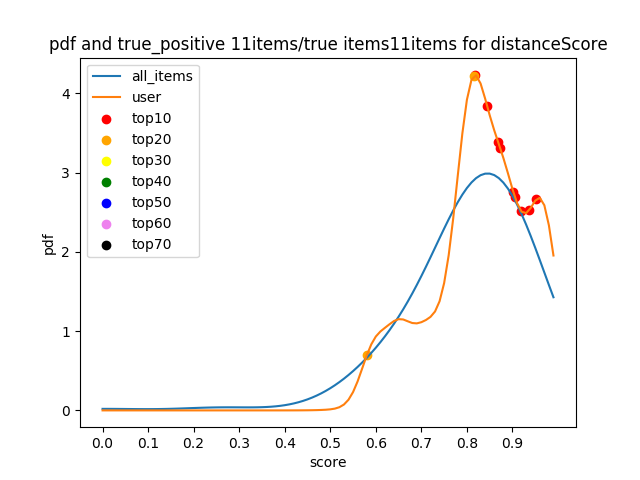 pdf and true_positive 11items/true items11items for distanceScore
all_items
user
top10
top20
top30
top40
top50
top60
top70
pdf
4
3
2
1
0
0.0 0.1 0.2 0.3 0.4 0.5 0.6 0.7 0.8 0.9
score